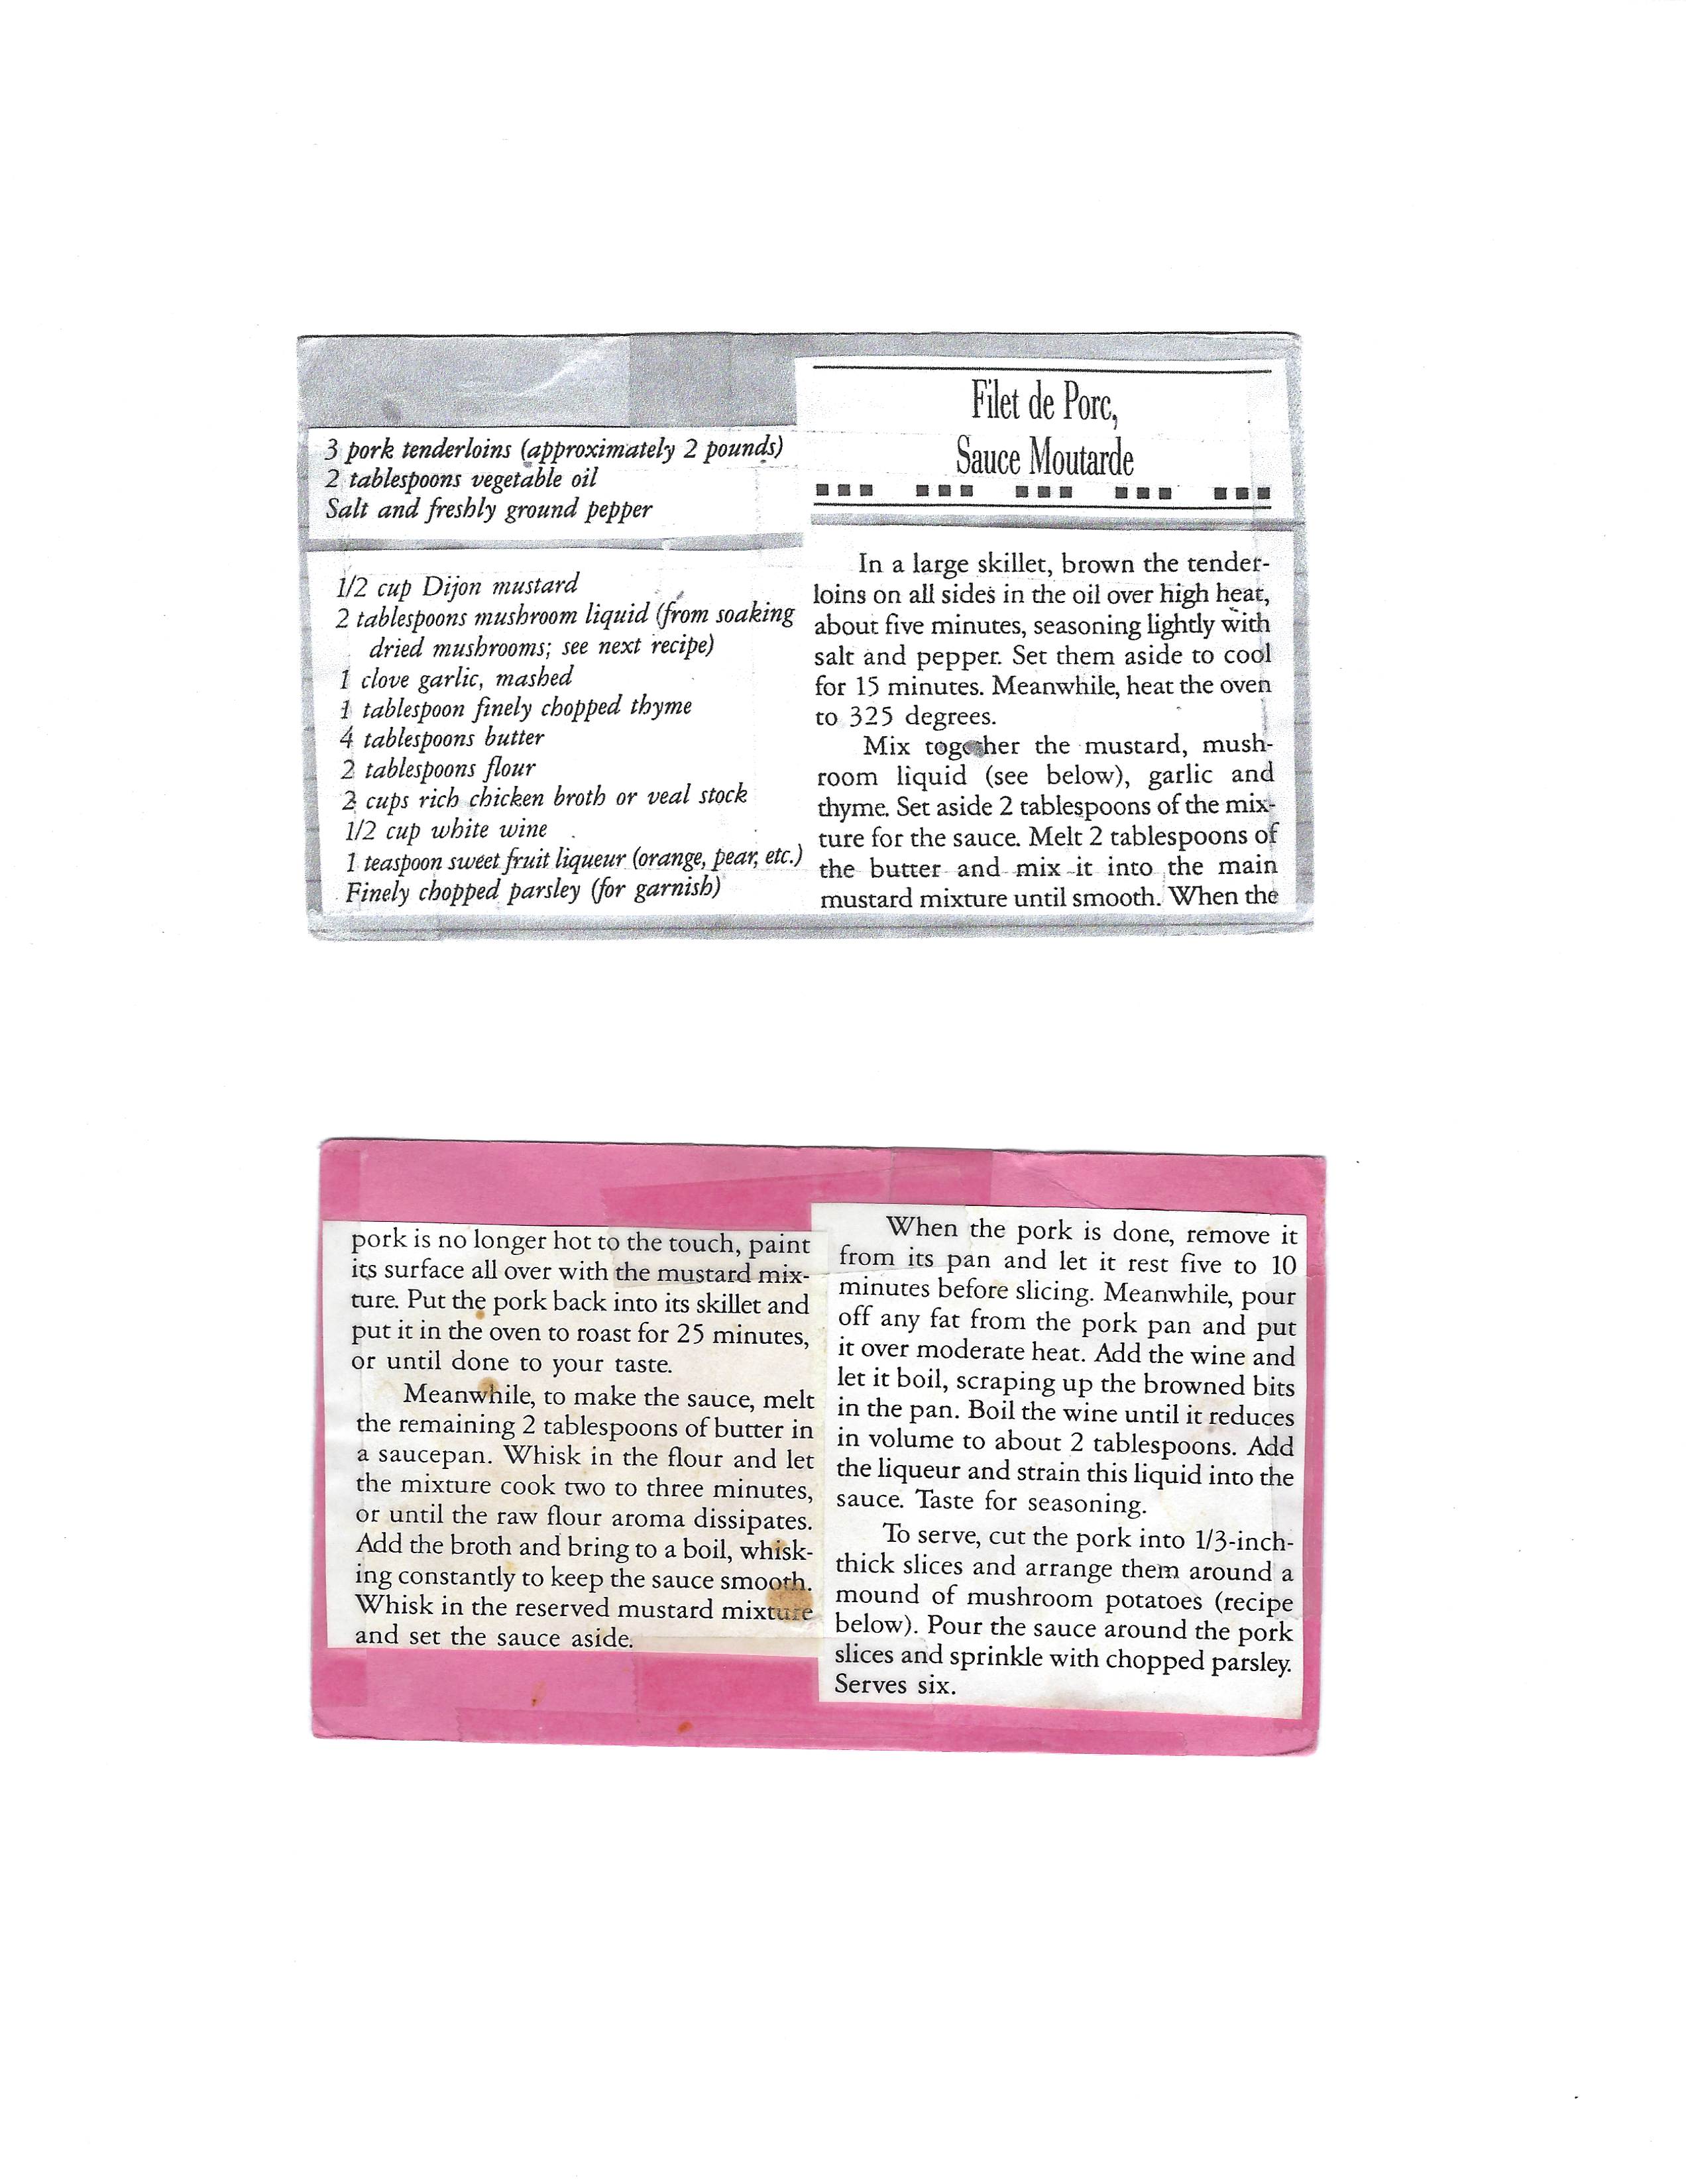 Filet de Porc,
Sauce Moutarde
3 pork tenderloins (approximately 2 pounds)
2 tablespoons vegetable oil
Salt and freshly ground pepper
1/2 cup Dijon mustard
2 tablespoons mushroom liquid (from soaking
dried mushrooms; see next recipe)
1 clove garlic, mashed
1 tablespoon finely chopped thyme
4 tablespoons butter
2 tablespoons flour
2 cups rich chicken broth or veal stock
1/2 cup white wine
1 teaspoon sweet fruit liqueur (orange, pear, etc.)
Finely chopped parsley (for garnish)
In a large skillet, brown the tender-
loins on all sides in the oil over high heat,
about five minutes, seasoning lightly with
salt and pepper. Set them aside to cool
for 15 minutes. Meanwhile, heat the oven
to 325 degrees.
Mix together the mustard, mush-
room liquid (see below), garlic and
thyme. Set aside 2 tablespoons of the mix-
ture for the sauce. Melt 2 tablespoons of
the butter and mix it into the main
mustard mixture until smooth. When the
pork is no longer hot to the touch, paint
its surface all over with the mustard mix-
ture. Put the pork back into its skillet and
put it in the oven to roast for 25 minutes,
or until done to your taste.
Meanwhile, to make the sauce, melt
the remaining 2 tablespoons of butter in
a saucepan. Whisk in the flour and let
the mixture cook two to three minutes,
or until the raw flour aroma dissipates.
Add the broth and bring to a boil, whisk-
ing constantly to keep the sauce smooth.
Whisk in the reserved mustard mixture
and set the sauce aside.
When the pork is done, remove it
from its pan and let it rest five to 10
minutes before slicing. Meanwhile, pour
off any fat from the pork pan and put
it over moderate heat. Add the wine and
let it boil, scraping up the browned bits
in the pan. Boil the wine until it reduces
in volume to about 2 tablespoons. Add
the liqueur and strain this liquid into the
sauce. Taste for seasoning.
To serve, cut the pork into 1/3-inch-
thick slices and arrange them around a
mound of mushroom potatoes (recipe
below). Pour the sauce around the pork
slices and sprinkle with chopped parsley.
Serves six.